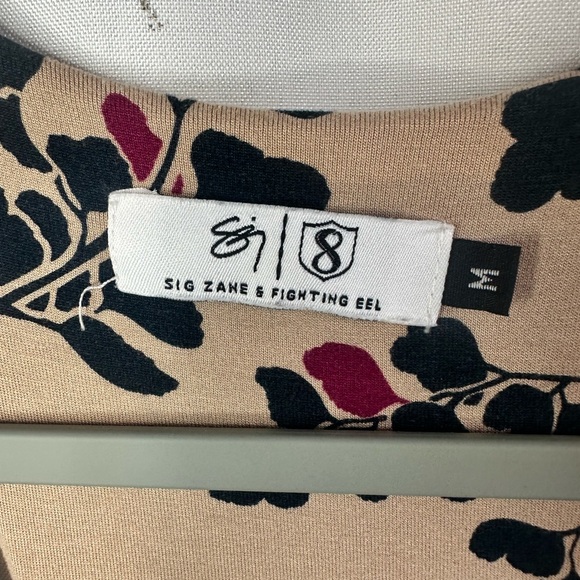 Sig | 8
SIG ZANE & FIGHTING EEL
M